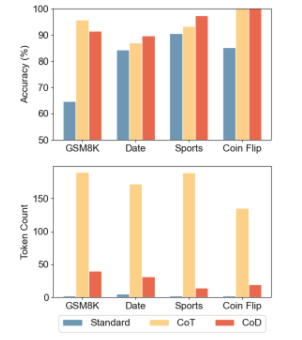 100
90
80
70
60
50
Accuracy (%)
GSM8K Date Sports Coin Flip
150
100
50
0
Token Count
GSM8K Date Sports Coin Flip
Standard CoT CoD